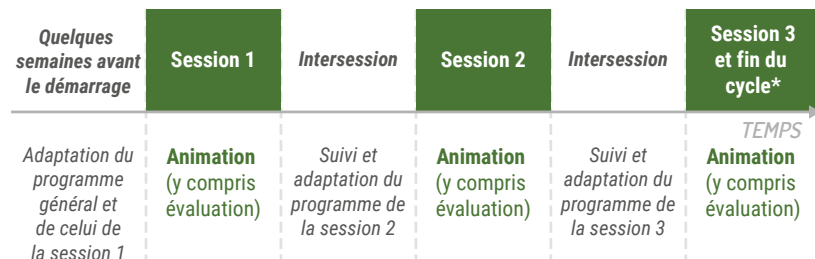 Quelques
semaines avant
le démarrage
Session 1
Intersession
Session 2
Intersession
Session 3
et fin du
cycle*
TEMPS
Adaptation du
programme
général et
de celui de
la session 1
Animation
(y compris
évaluation)
Suivi et
adaptation du
programme de
la session 2
Animation
(y compris
évaluation)
Suivi et
adaptation du
programme de
la session 3
Animation
(y compris
évaluation)